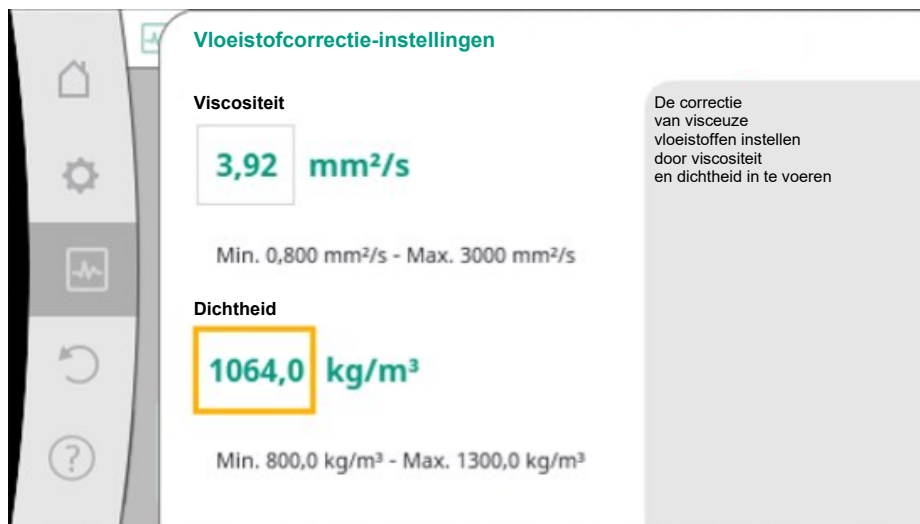 Vloeistofcorrectie-instellingen
Viscositeit
3,92 mm²/s
Min. 0,800 mm²/s - Max. 3000 mm²/s
Dichtheid
1064,0 kg/m³
Min. 800,0 kg/m³ - Max. 1300,0 kg/m³
De correctie
van visceuze
vloeistoffen instellen
door viscositeit
en dichtheid in te voeren
?